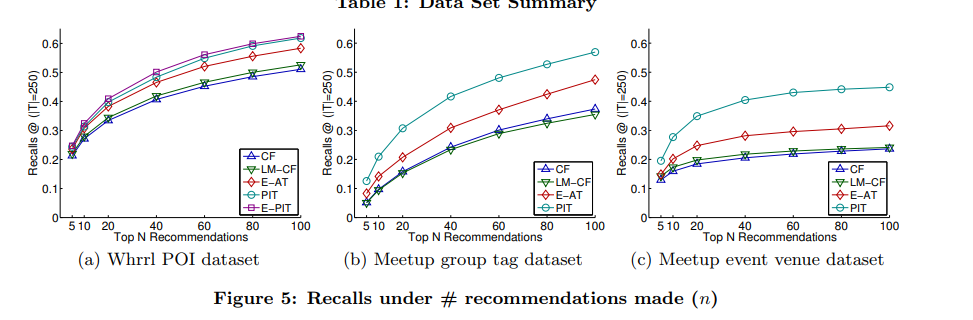 Table 1: Data Set Summary
Recalls @ (|T|=250)
0.6
0.5
0.4
0.3
0.2
0.1
0
5 10 20 40 60 80 100
Top N Recommendations
CF
LM-CF
E-AT
PIT
E-PIT
(a) Whrrl POI dataset
Recalls @ (|T|=250)
0.6
0.5
0.4
0.3
0.2
0.1
0
5 10 20 40 60 80 100
Top N Recommendations
CF
LM-CF
E-AT
PIT
(b) Meetup group tag dataset
Recalls @ (|T|=250)
0.6
0.5
0.4
0.3
0.2
0.1
0
5 10 20 40 60 80 100
Top N Recommendations
CF
LM-CF
E-AT
PIT
(c) Meetup event venue dataset
Figure 5: Recalls under # recommendations made (n)